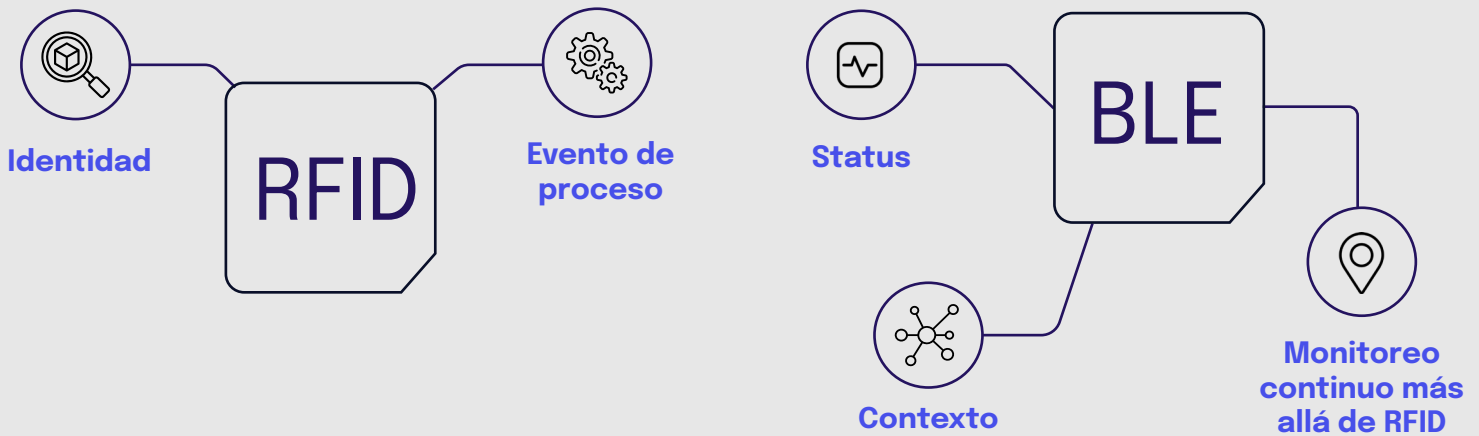 Identidad
RFID
Evento de
proceso
Status
BLE
Contexto
Monitoreo
continuo más
allá de RFID